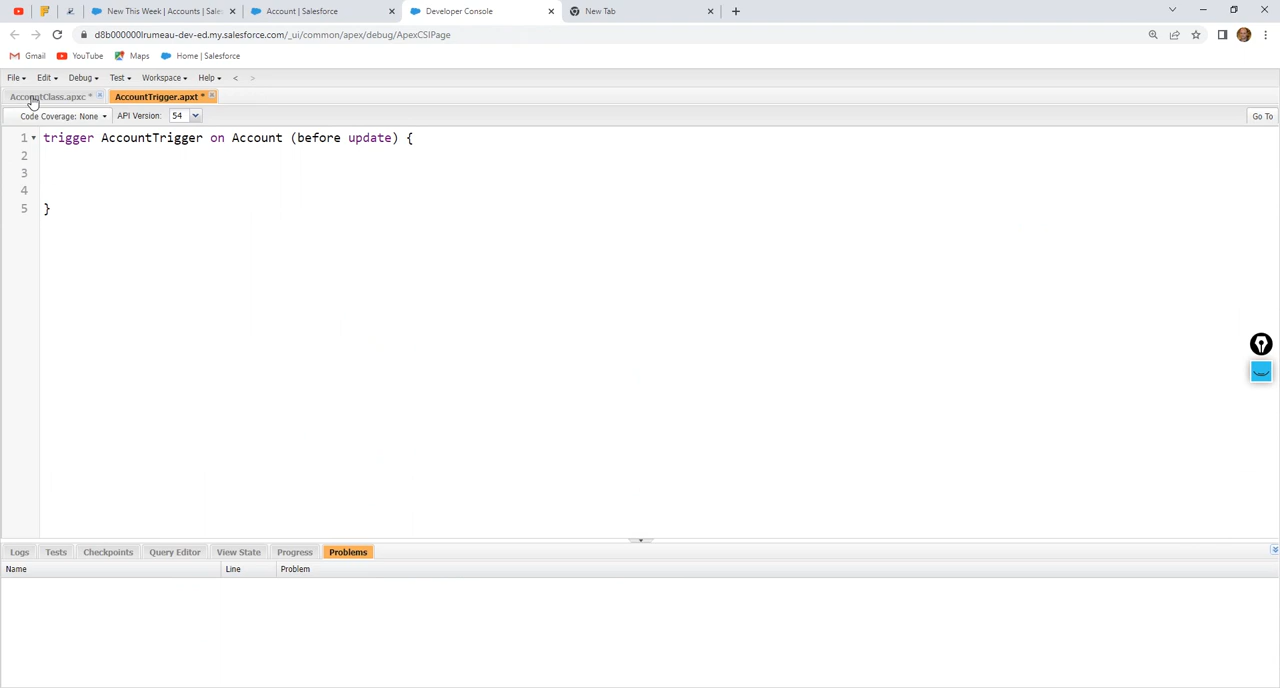 New This Week | Accounts | Sale
Account | Salesforce
Developer Console
New Tab
d8b000000lrumeau-dev-ed.my.salesforce.com/_ui/common/apex/debug/ApexCSIPage
Gmail
YouTube
Maps
Home | Salesforce
File
Edit
Debug
Test
Workspace
Help
<
>
AccountClass.apxc *
AccountTrigger.apxt *
Code Coverage: None
API Version:
54
Go To
1 trigger AccountTrigger on Account (before update) {
2
3
4
5 }
Logs
Tests
Checkpoints
Query Editor
View State
Progress
Problems
Name
Line
Problem